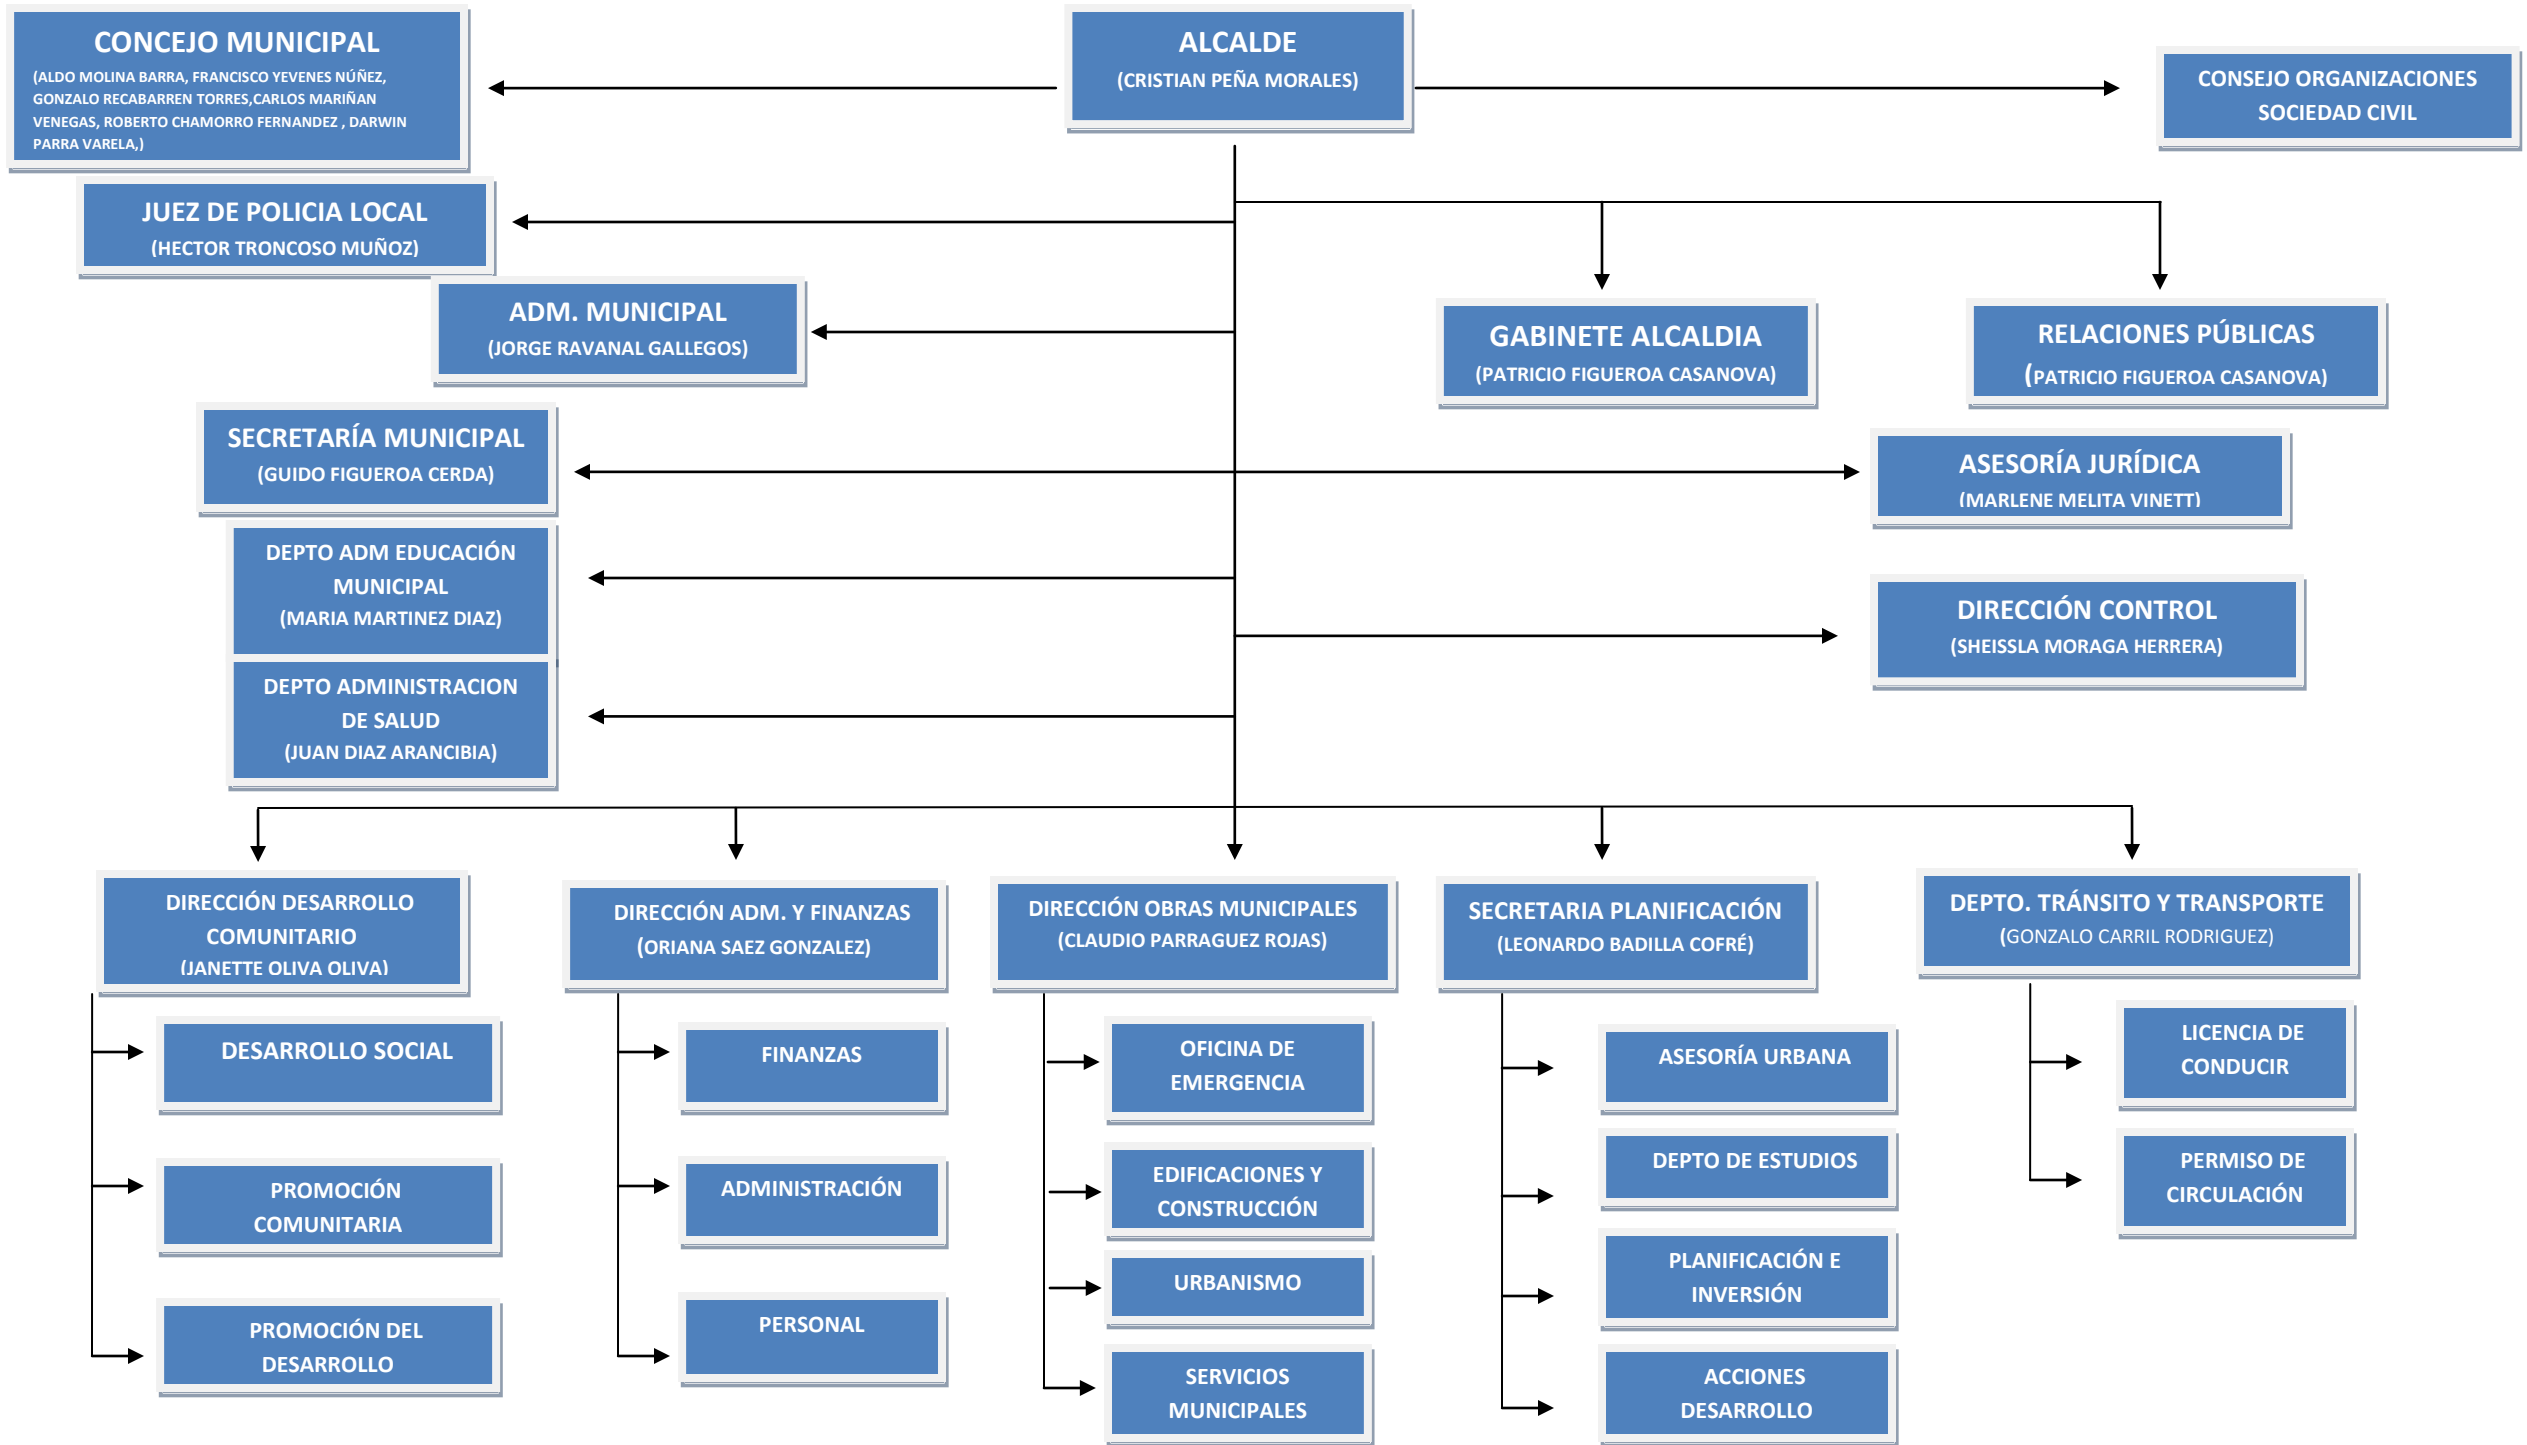 CONCEJO MUNICIPAL
(ALDO MOLINA BARRA, FRANCISCO YEVENES NÚÑEZ,
GONZALO RECABARREN TORRES,CARLOS MARIÑAN
VENEGAS, ROBERTO CHAMORRO FERNANDEZ , DARWIN
PARRA VARELA,)
ALCALDE
(CRISTIAN PEÑA MORALES)
CONSEJO ORGANIZACIONES
SOCIEDAD CIVIL
JUEZ DE POLICIA LOCAL
(HECTOR TRONCOSO MUÑOZ)
ADM. MUNICIPAL
(JORGE RAVANAL GALLEGOS)
GABINETE ALCALDIA
(PATRICIO FIGUEROA CASANOVA)
RELACIONES PÚBLICAS
(PATRICIO FIGUEROA CASANOVA)
SECRETARÍA MUNICIPAL
(GUIDO FIGUEROA CERDA)
ASESORÍA JURÍDICA
(MARLENE MELITA VINETT)
DEPTO ADM EDUCACIÓN
MUNICIPAL
(MARIA MARTINEZ DIAZ)
DIRECCIÓN CONTROL
(SHEISSLA MORAGA HERRERA)
DEPTO ADMINISTRACION
DE SALUD
(JUAN DIAZ ARANCIBIA)
DIRECCIÓN DESARROLLO
COMUNITARIO
(JANETTE OLIVA OLIVA)
DIRECCIÓN ADM. Y FINANZAS
(ORIANA SAEZ GONZALEZ)
DIRECCIÓN OBRAS MUNICIPALES
(CLAUDIO PARRAGUEZ ROJAS)
SECRETARIA PLANIFICACIÓN
(LEONARDO BADILLA COFRÉ)
DEPTO. TRÁNSITO Y TRANSPORTE
(GONZALO CARRIL RODRIGUEZ)
DESARROLLO SOCIAL
PROMOCIÓN
COMUNITARIA
PROMOCIÓN DEL
DESARROLLO
FINANZAS
ADMINISTRACIÓN
PERSONAL
OFICINA DE
EMERGENCIA
EDIFICACIONES Y
CONSTRUCCIÓN
URBANISMO
SERVICIOS
MUNICIPALES
ASESORÍA URBANA
DEPTO DE ESTUDIOS
PLANIFICACIÓN E
INVERSIÓN
ACCIONES
DESARROLLO
LICENCIA DE
CONDUCIR
PERMISO DE
CIRCULACIÓN